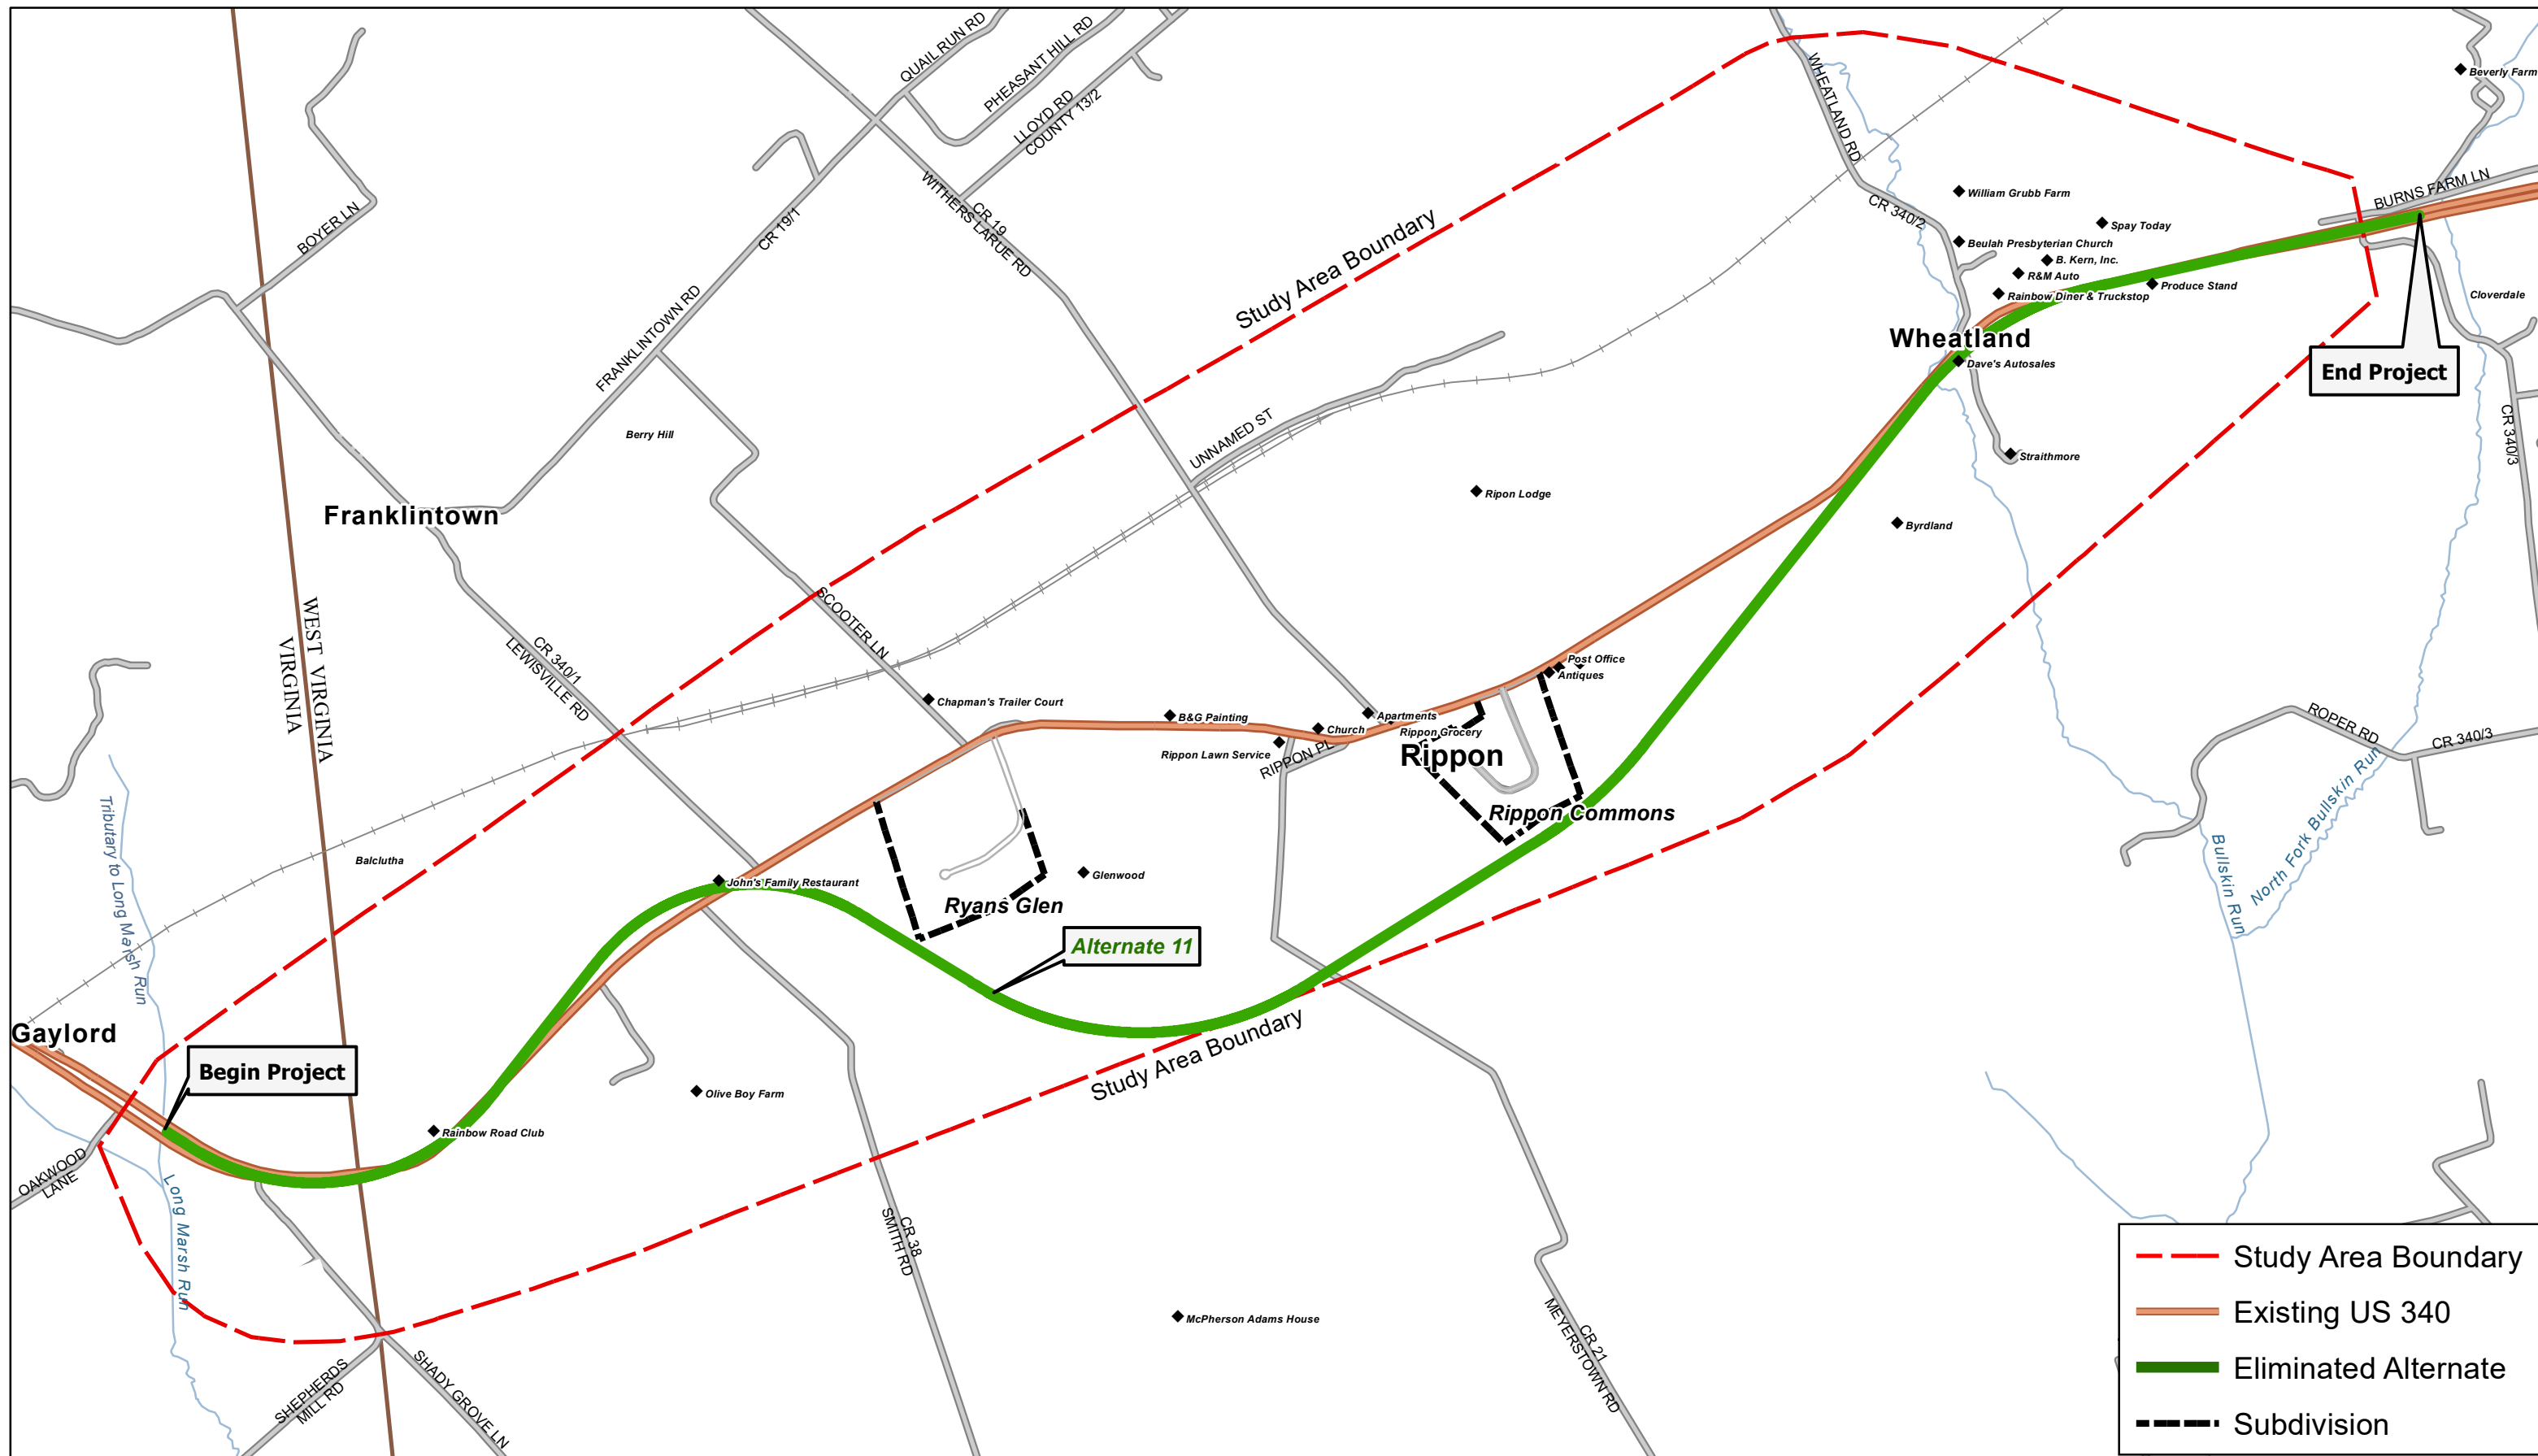 QUAIL RUN RD
PHEASANT HILL RD
LLOYD RD
COUNTY 13/2
WHEATLAND RD
Beverly Farm
BOYER LN
CR 19/1
WITHERS LARUE RD
CR 19
CR 340/2
William Grubb Farm
Spay Today
BURNS FARM LN
Beulah Presbyterian Church
B. Kern, Inc.
R&M Auto
Produce Stand
Rainbow Diner & Truckstop
Cloverdale
Study Area Boundary
FRANKLINTOWN RD
Wheatland
Dave's Autosales
End Project
Berry Hill
UNNAMED ST
CR 340/3
Straithmore
Ripon Lodge
Franklintown
Byrdland
WEST VIRGINIA
VIRGINIA
SCOOTER LN
CR 340/1
LEWISVILLE RD
Post Office
Antiques
Chapman's Trailer Court
B&G Painting
Apartments
Church
Rippon Grocery
Rippon Lawn Service
RIPPON PL
Rippon
ROPER RD
CR 340/3
Rippon Commons
Tributary to Long Marsh Run
Balclutha
John's Family Restaurant
Glenwood
Ryans Glen
Bullskin Run
North Fork Bullskin Run
Alternate 11
Gaylord
Begin Project
Study Area Boundary
Olive Boy Farm
Rainbow Road Club
OAKWOOD
LANE
Long Marsh Run
CR 38
SMITH RD
McPherson Adams House
CR 21
MEYERSTOWN RD
SHEPHERDS
MILL RD
SHADY GROVE LN
Study Area Boundary
Existing US 340
Eliminated Alternate
Subdivision